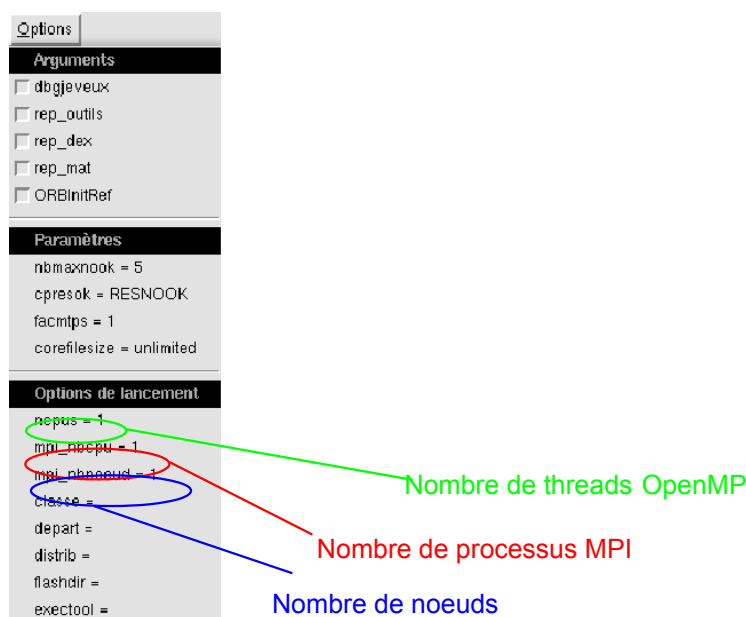 Options
Arguments
dbgjeveux
rep_outils
rep_dex
rep_mat
ORBInitRef
Paramètres
nbmaxnook = 5
cpresok = RESNOOK
facmtps = 1
corefilesize = unlimited
Options de lancement
ncpus = 1
mpi_nbcpu = 1
mpi_nbnoeud = 1
classe =
depart =
distrib =
flashdir =
exectool =
Nombre de threads OpenMP
Nombre de processus MPI
Nombre de noeuds